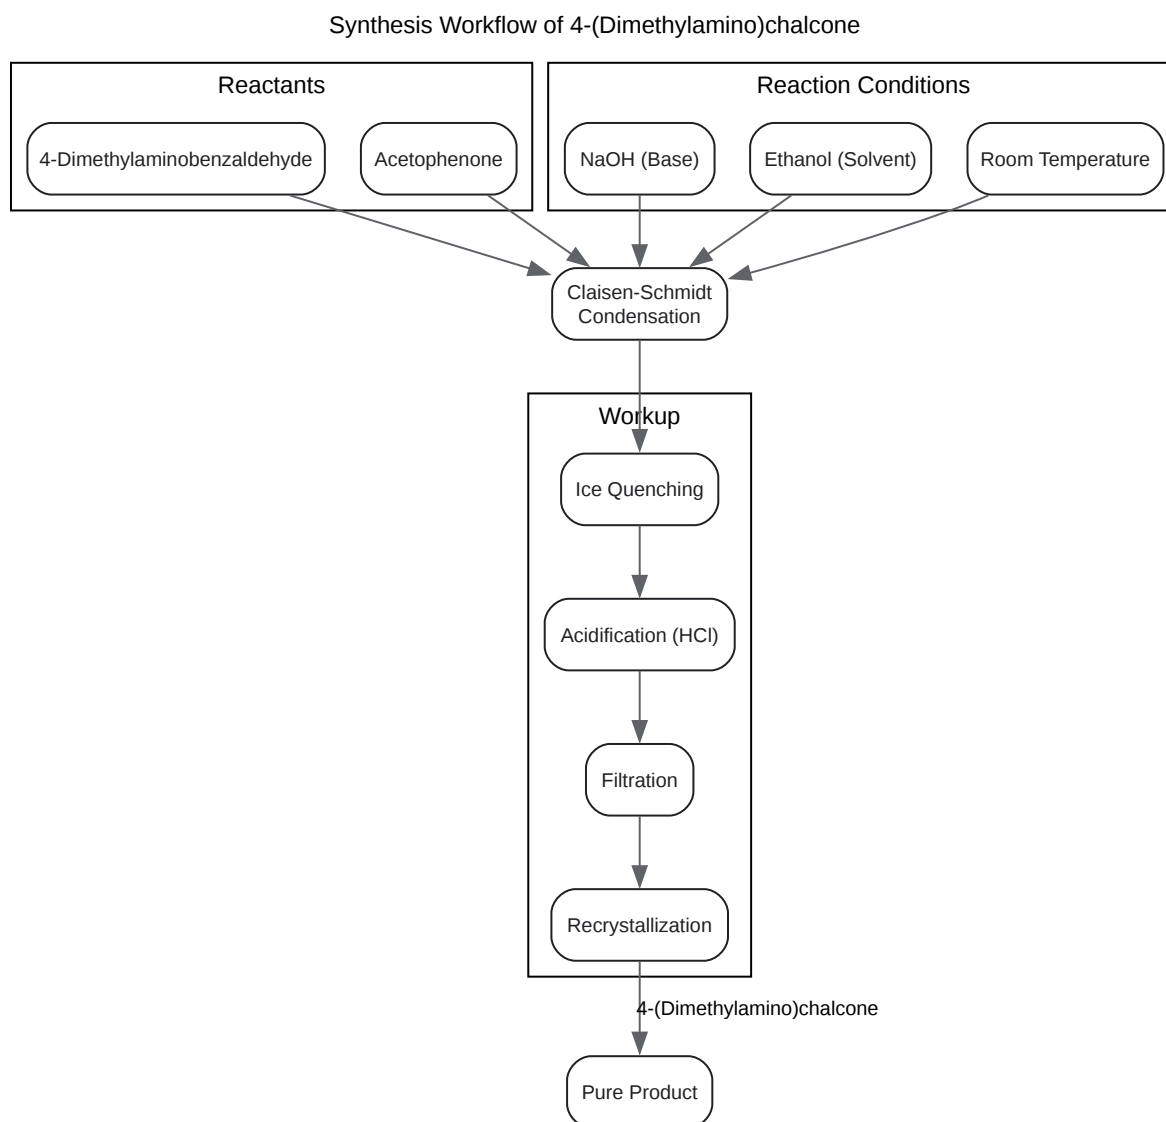 Synthesis Workflow of 4-(Dimethylamino)chalcone
Reactants
Reaction Conditions
4-Dimethylaminobenzaldehyde
Acetophenone
NaOH (Base)
Ethanol (Solvent)
Room Temperature
Claisen-Schmidt
Condensation
Workup
Ice Quenching
Acidification (HCl)
Filtration
Recrystallization
4-(Dimethylamino)chalcone
Pure Product